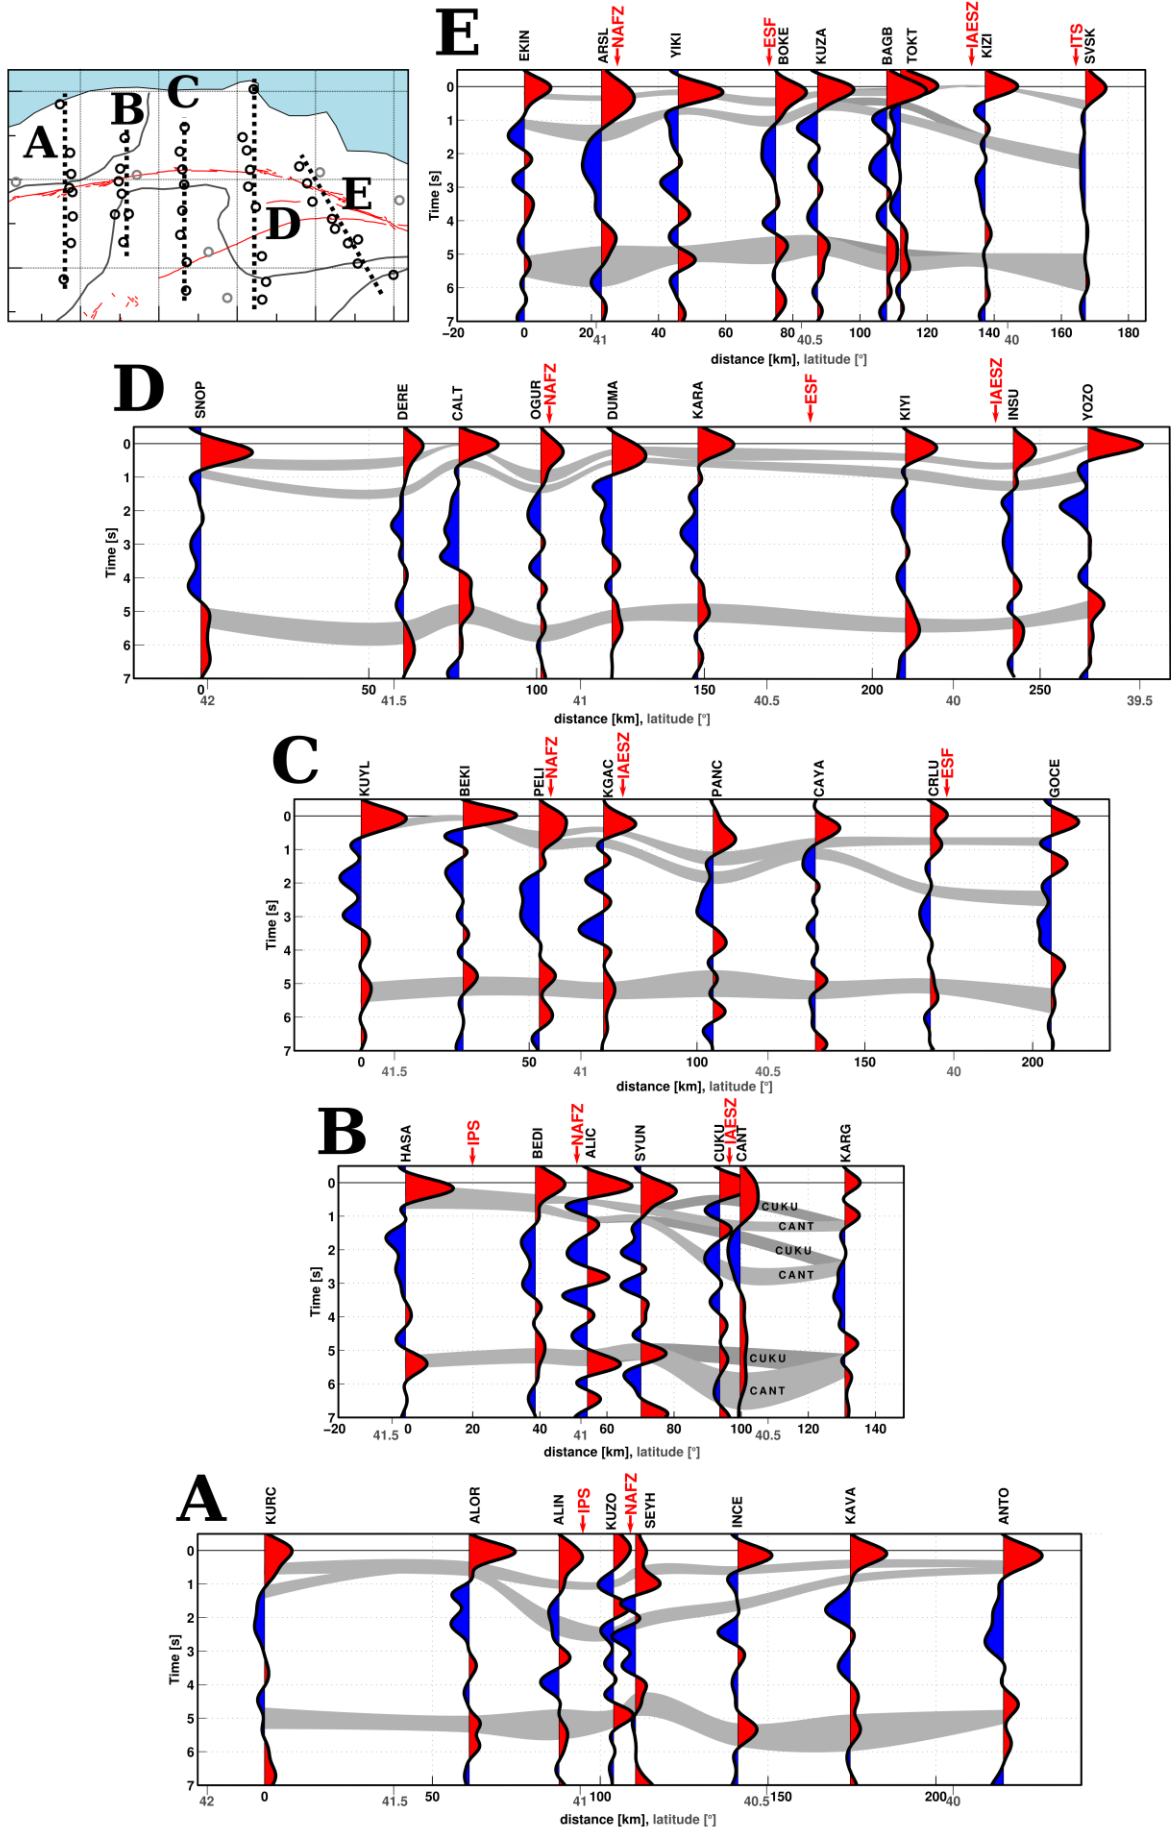 E
EKIN ARSL NAFZ YIKI ESF BOKE KUZA BAGB TOKT IAESZ KIZI ITS SVSK
A B C D E
Time [s]
0
1
2
3
4
5
6
7
−20 0 20 40 60 80 100 120 140 160 180
41 40.5 40
distance [km], latitude [°]
D
SNOP DERE CALT OGUR NAFZ DUMA KARA ESF KIYI IAESZ INSU YOZO
Time [s]
0
1
2
3
4
5
6
7
0 50 100 150 200 250
42 41.5 41 40.5 40 39.5
distance [km], latitude [°]
C
KUYL BEKI PELI NAFZ KGAC IAESZ PANC CAYA CRLU ESF GOCE
Time [s]
0
1
2
3
4
5
6
7
0 50 100 150 200
41.5 41 40.5 40
distance [km], latitude [°]
B
HASA IPS BEDI NAFZ ALIC SYUN CUKU IAESZ CANT KARG
Time [s]
0
1
2
3
4
5
6
7
CUKU
CANT
CUKU
CANT
CUKU
CANT
−20 0 20 40 60 80 100 120 140
41.5 41 40.5
distance [km], latitude [°]
A
KURC ALOR ALIN IPS KUZO NAFZ SEYH INCE KAVA ANTO
Time [s]
0
1
2
3
4
5
6
7
0 50 100 150 200
42 41.5 41 40.5 40
distance [km], latitude [°]